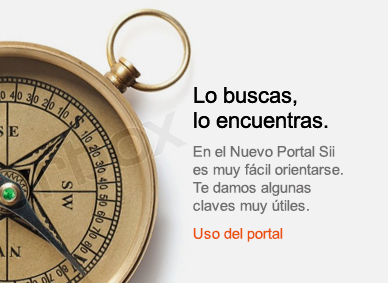 Lo buscas,
lo encuentras.
En el Nuevo Portal Sii
es muy fácil orientarse.
Te damos algunas
claves muy útiles.
Uso del portal
SE
S
SW
W